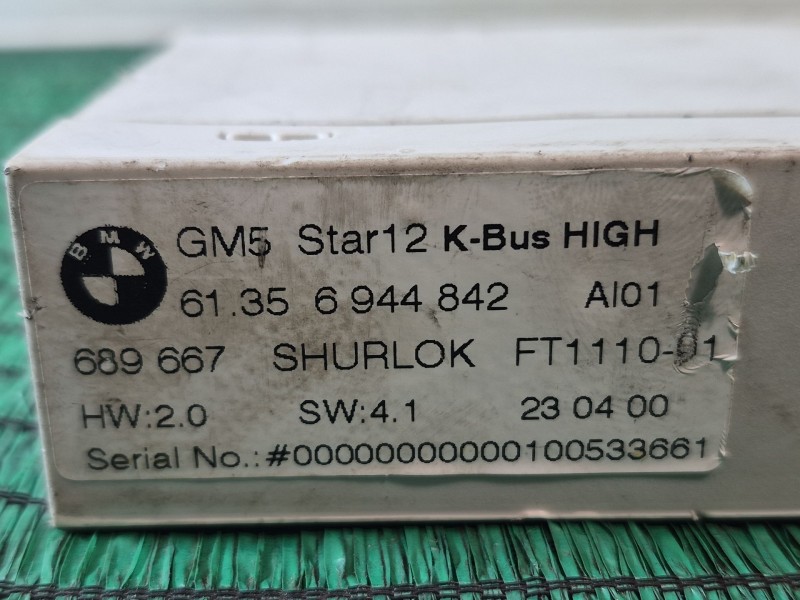 BMW
GM5 Star12 K-Bus HIGH
61.35 6 944 842 AI01
689 667 SHURLOK FT1110-01
HW:2.0 SW:4.1 23 04 00
Serial No.:#00000000000100533661